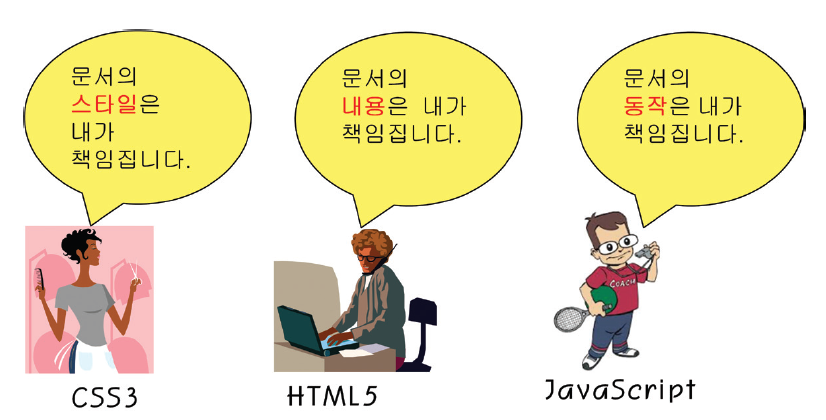 문서의
스타일은
내가
책임집니다.
문서의
내용은 내가
책임집니다.
문서의
동작은 내가
책임집니다.
COACH
CSS3
HTML5
JavaScript